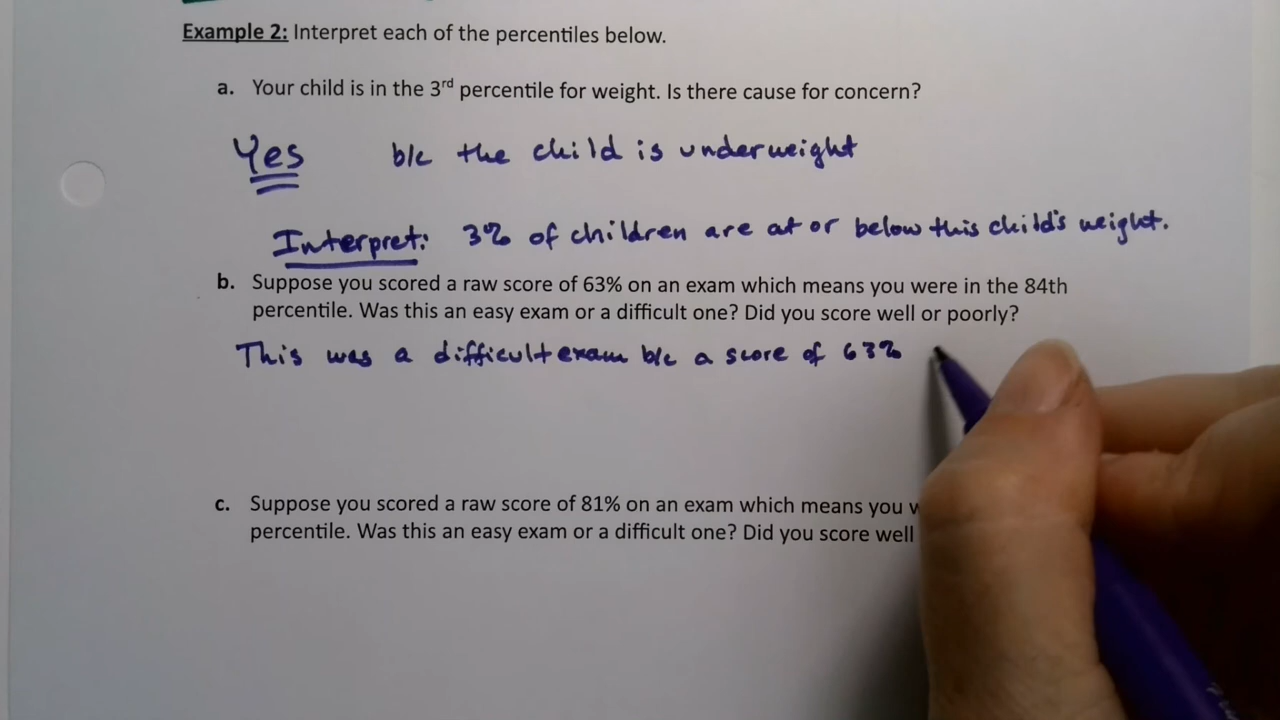 Example 2: Interpret each of the percentiles below.
a. Your child is in the 3rd percentile for weight. Is there cause for concern?
Yes b/c the child is underweight
Interpret: 3% of children are at or below this child's weight.
b. Suppose you scored a raw score of 63% on an exam which means you were in the 84th
percentile. Was this an easy exam or a difficult one? Did you score well or poorly?
This was a difficult exam b/c a score of 63%
c. Suppose you scored a raw score of 81% on an exam which means you
percentile. Was this an easy exam or a difficult one? Did you score well